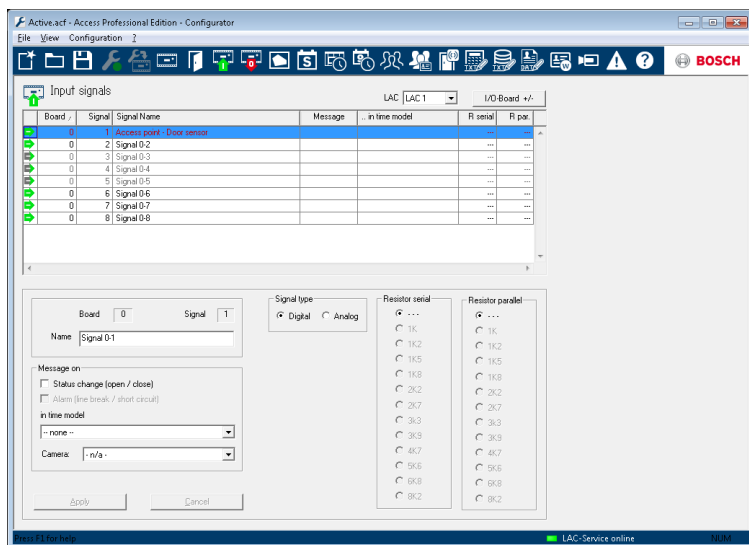 Active.acf - Access Professional Edition - Configurator
File View Configuration ?
BOSCH
Input signals
LAC LAC 1 I/O-Board +/-
Board / Signal Signal Name Message .. in time model R serial R par.
0 1 Access point - Door sensor --- ---
0 2 Signal 0-2 --- ---
0 3 Signal 0-3 --- ---
0 4 Signal 0-4 --- ---
0 5 Signal 0-5 --- ---
0 6 Signal 0-6 --- ---
0 7 Signal 0-7 --- ---
0 8 Signal 0-8 --- ---
Board 0 Signal 1
Name Signal 0-1
Message on
Status change (open / close)
Alarm (line break / short circuit)
in time model
-- none --
Camera: - n/a -
Apply Cancel
Signal type
Digital Analog
Resistor serial
- - -
1K
1K2
1K5
1K8
2K2
2K7
3k3
3K9
4K7
5K6
6K8
8K2
Resistor parallel
- - -
1K
1K2
1K5
1K8
2K2
2K7
3k3
3K9
4K7
5K6
6K8
8K2
Press F1 for help LAC-Service online NUM